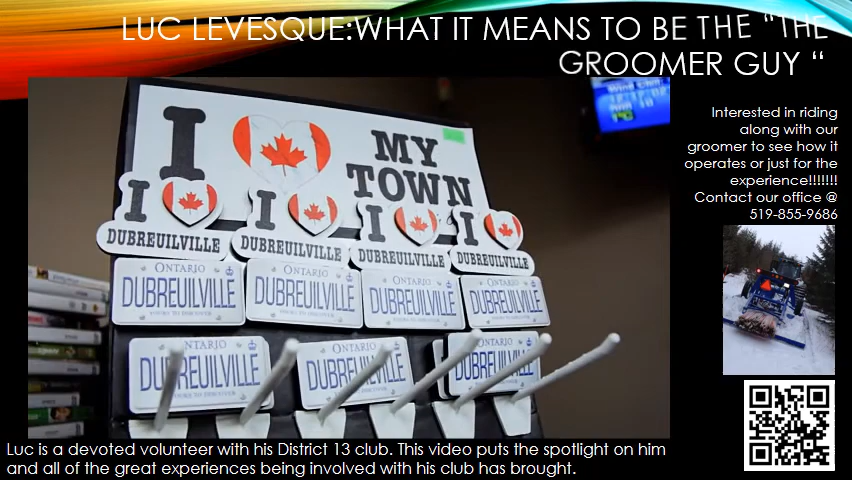 LUC LEVESQUE:WHAT IT MEANS TO BE THE “THE
GROOMER GUY “
Interested in riding
along with our
groomer to see how it
operates or just for the
experience!!!!!!!
Contact our office @
519-855-9686
I MY
TOWN
I I I I
DUBREUILVILLE DUBREUILVILLE DUBREUILVILLE DUBREUILVILLE
ONTARIO ONTARIO ONTARIO ONTARIO
DUBREUILVILLE DUBREUILVILLE DUBREUILVILLE DUBREUILVILLE
ONTARIO ONTARIO ONTARIO
DUBREUILVILLE DUBREUILVILLE DUBREUILVILLE
Luc is a devoted volunteer with his District 13 club. This video puts the spotlight on him
and all of the great experiences being involved with his club has brought.